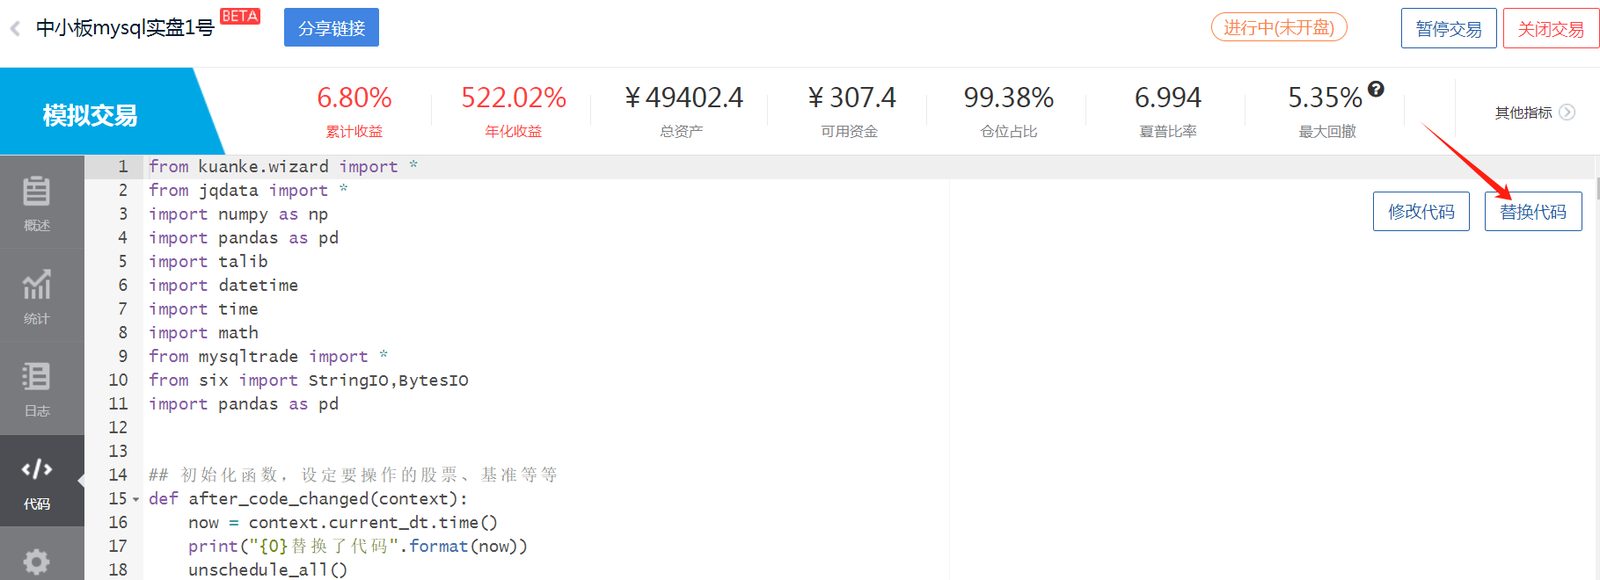 中小板mysql实盘1号 BETA 分享链接 进行中(未开盘) 暂停交易 关闭交易
模拟交易
6.80% 522.02% ¥49402.4 ¥307.4 99.38% 6.994 5.35% ?
累计收益 年化收益 总资产 可用资金 仓位占比 夏普比率 最大回撤 其他指标
修改代码 替换代码
概述
统计
日志
</>
代码
1 from kuanke.wizard import *
2 from jqdata import *
3 import numpy as np
4 import pandas as pd
5 import talib
6 import datetime
7 import time
8 import math
9 from mysqltrade import *
10 from six import StringIO,BytesIO
11 import pandas as pd
12
13
14 ## 初始化函数，设定要操作的股票、基准等等
15 def after_code_changed(context):
16 now = context.current_dt.time()
17 print("{0}替换了代码".format(now))
18 unschedule_all()